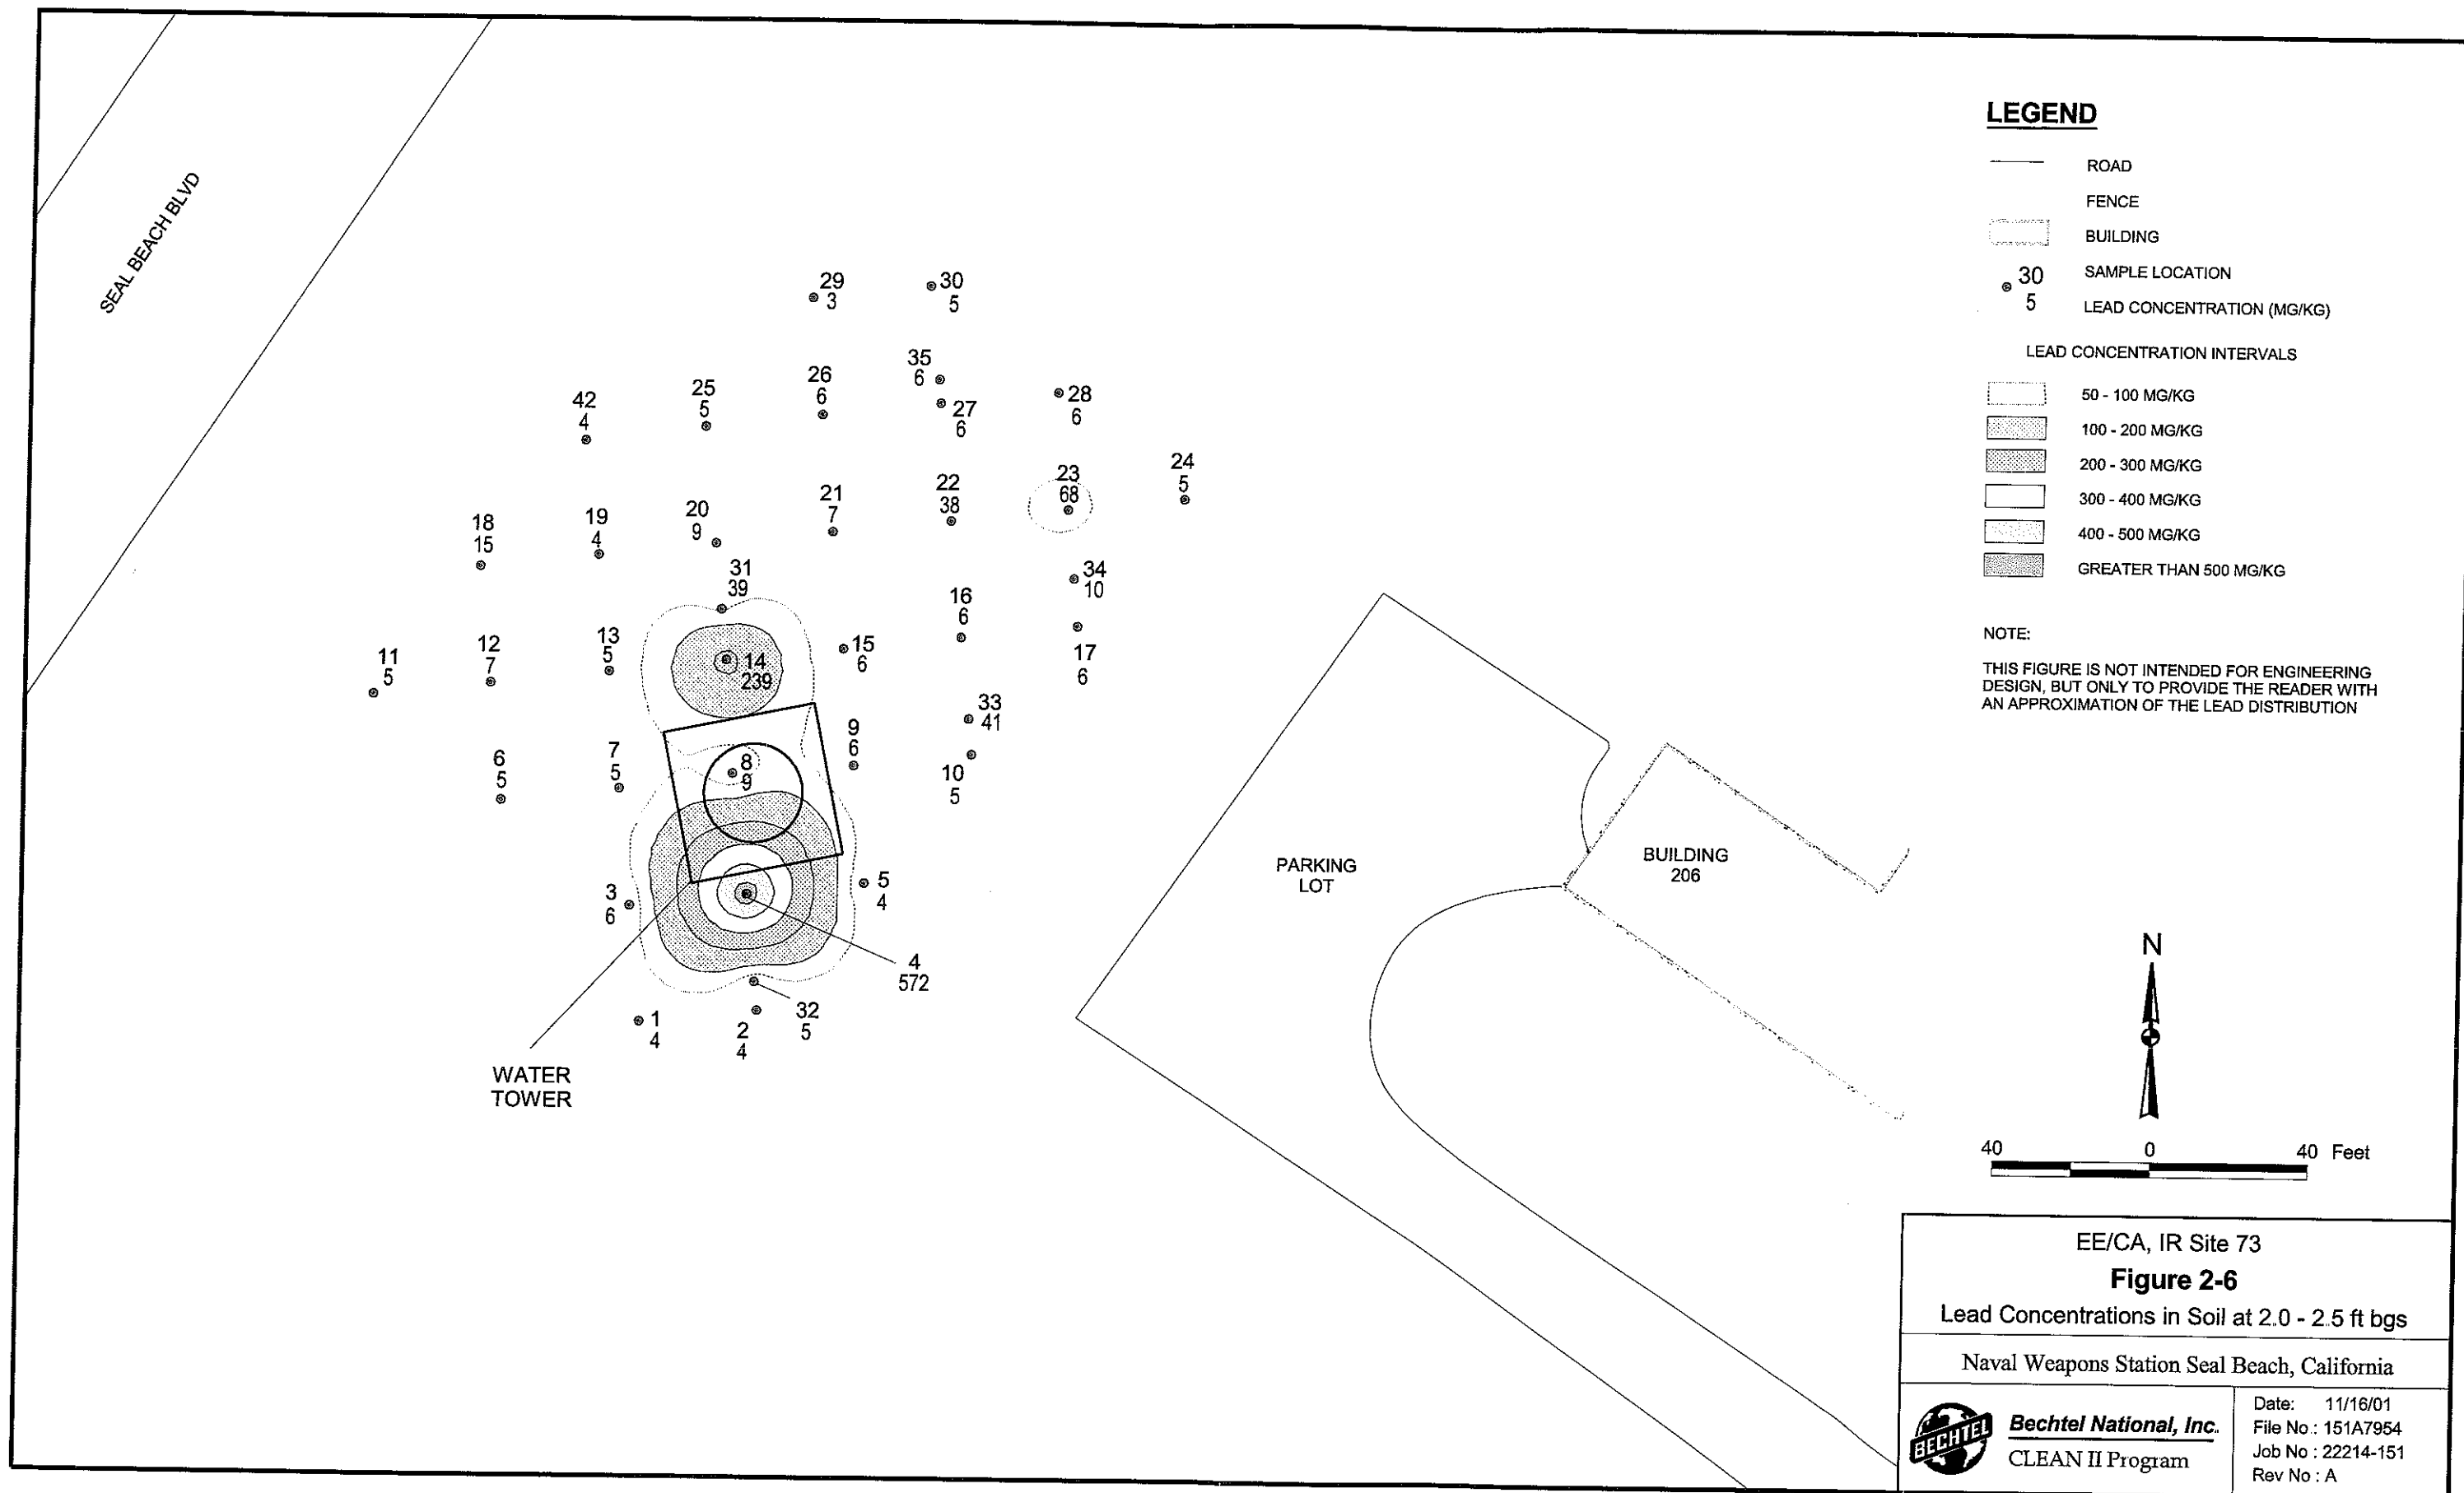 SEAL BEACH BLVD
29
3
30
5
35
6
26
6
25
5
42
4
27
6
28
6
24
5
23
68
22
38
21
7
20
9
19
4
18
15
31
39
34
10
16
6
15
6
17
6
14
239
13
5
12
7
11
5
33
41
9
6
10
5
8
9
7
5
6
5
3
6
5
4
4
572
32
5
2
4
1
4
WATER
TOWER
PARKING
LOT
BUILDING
206
LEGEND
ROAD
FENCE
BUILDING
30 SAMPLE LOCATION
5 LEAD CONCENTRATION (MG/KG)
LEAD CONCENTRATION INTERVALS
50 - 100 MG/KG
100 - 200 MG/KG
200 - 300 MG/KG
300 - 400 MG/KG
400 - 500 MG/KG
GREATER THAN 500 MG/KG
NOTE:
THIS FIGURE IS NOT INTENDED FOR ENGINEERING
DESIGN, BUT ONLY TO PROVIDE THE READER WITH
AN APPROXIMATION OF THE LEAD DISTRIBUTION
N
40 0 40 Feet
EE/CA, IR Site 73
Figure 2-6
Lead Concentrations in Soil at 2.0 - 2.5 ft bgs
Naval Weapons Station Seal Beach, California
BECHTEL
Bechtel National, Inc.
CLEAN II Program
Date: 11/16/01
File No.: 151A7954
Job No : 22214-151
Rev No : A